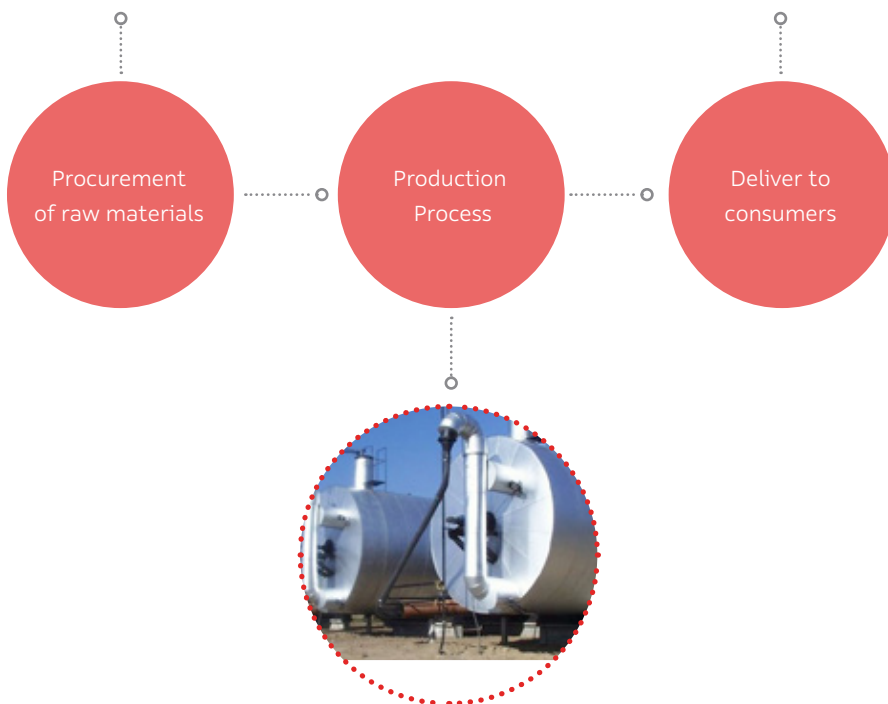 Procurement
of raw materials
Production
Process
Deliver to
consumers